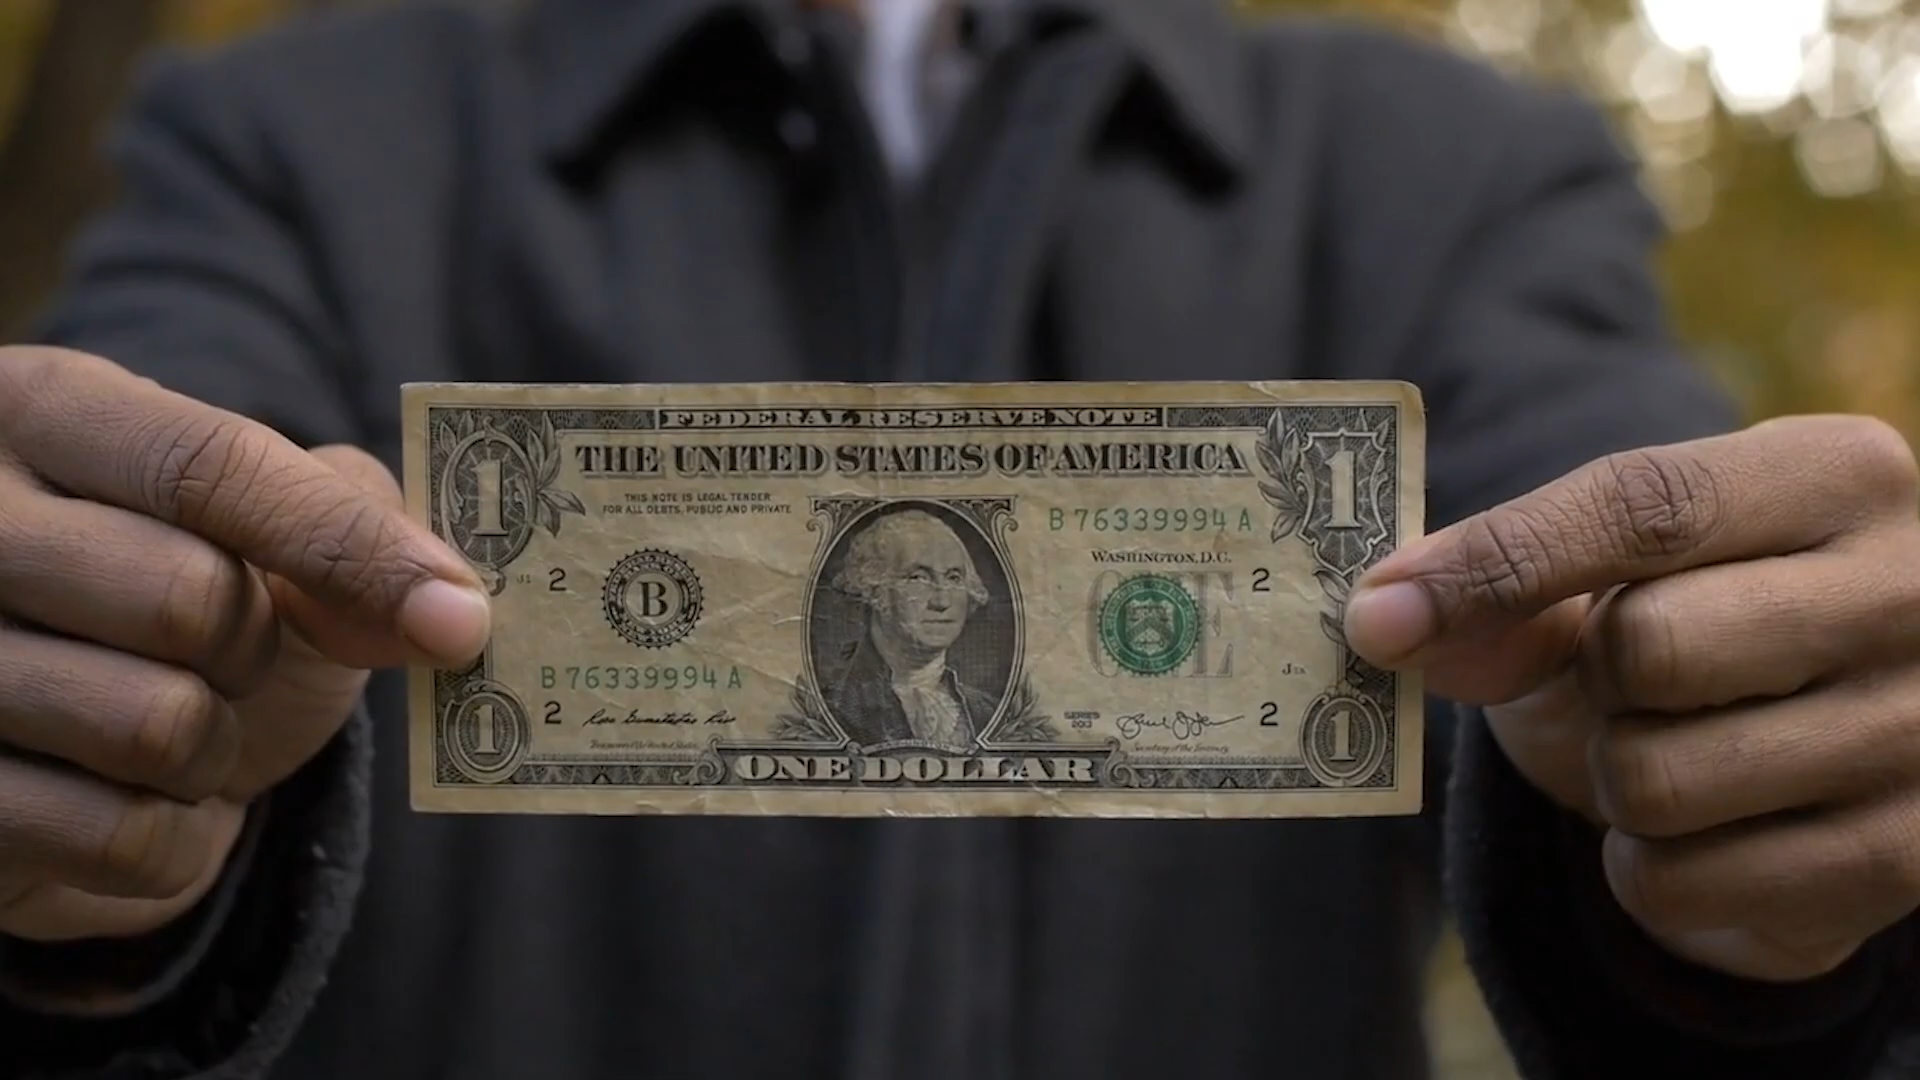 FEDERAL RESERVE NOTE
THE UNITED STATES OF AMERICA
1
1
THIS NOTE IS LEGAL TENDER
FOR ALL DEBTS, PUBLIC AND PRIVATE
B 76339994 A
WASHINGTON, D.C.
J1
2
B
ONE
2
B 76339994 A
2
SERIES
2013
2
1
ONE DOLLAR
1